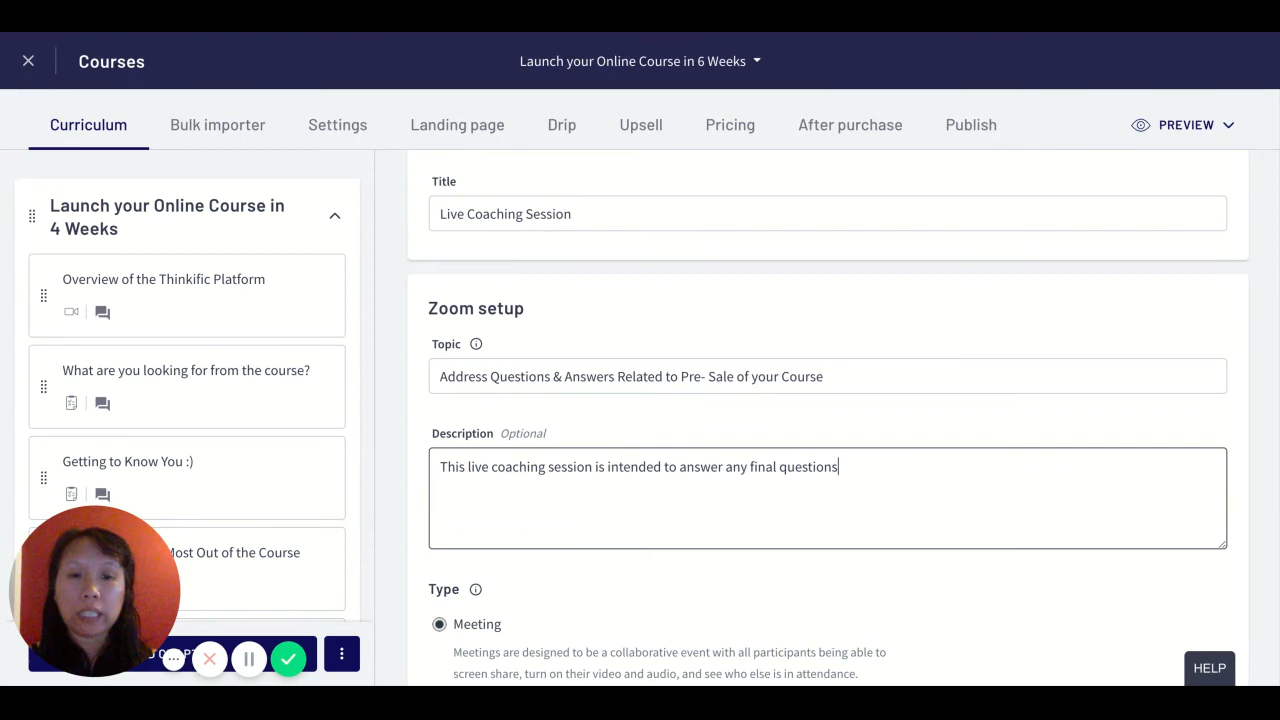 Courses
Launch your Online Course in 6 Weeks
Curriculum
Bulk importer
Settings
Landing page
Drip
Upsell
Pricing
After purchase
Publish
PREVIEW
Launch your Online Course in
4 Weeks
Overview of the Thinkific Platform
What are you looking for from the course?
Getting to Know You :)
Most Out of the Course
Title
Live Coaching Session
Zoom setup
Topic
Address Questions & Answers Related to Pre- Sale of your Course
Description Optional
This live coaching session is intended to answer any final questions
Type
Meeting
Meetings are designed to be a collaborative event with all participants being able to
screen share, turn on their video and audio, and see who else is in attendance.
HELP